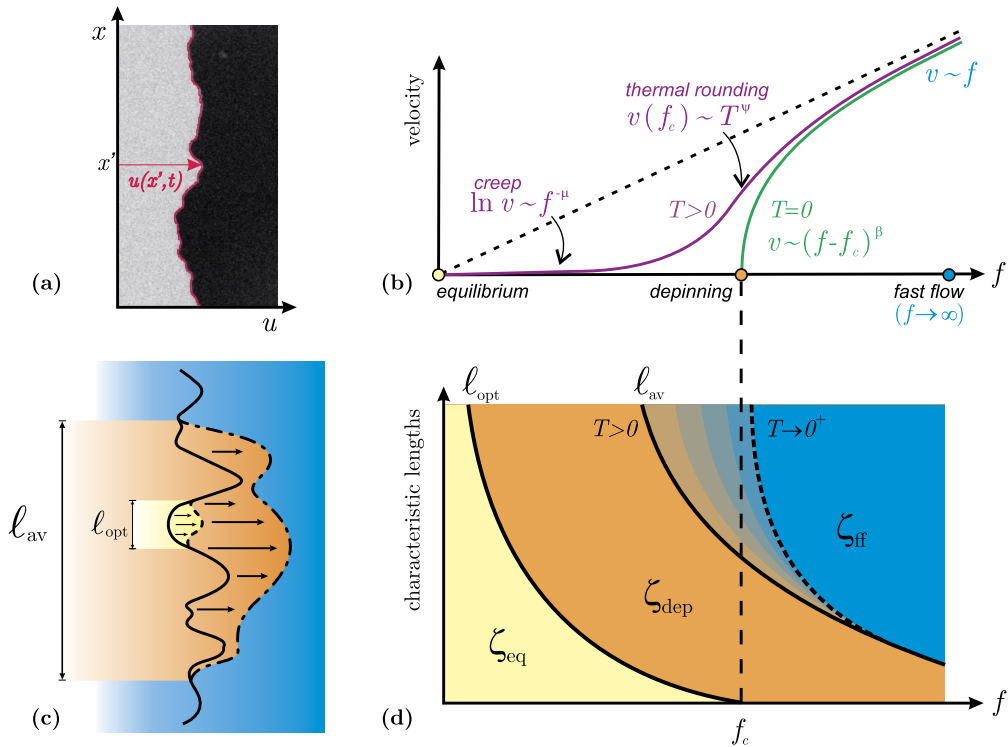 x
x'
u(x',t)
(a)
u
velocity
thermal rounding
v(f_c) ~ T^ψ
creep
ln v ~ f^-μ
T>0
T=0
v~(f-f_c)^β
v~f
(b)
equilibrium
depinning
fast flow
(f→∞)
f
ℓ_av
ℓ_opt
(c)
characteristic lengths
ℓ_opt
ℓ_av
T>0
T→0⁺
ζ_eq
ζ_dep
ζ_ff
(d)
f_c
f